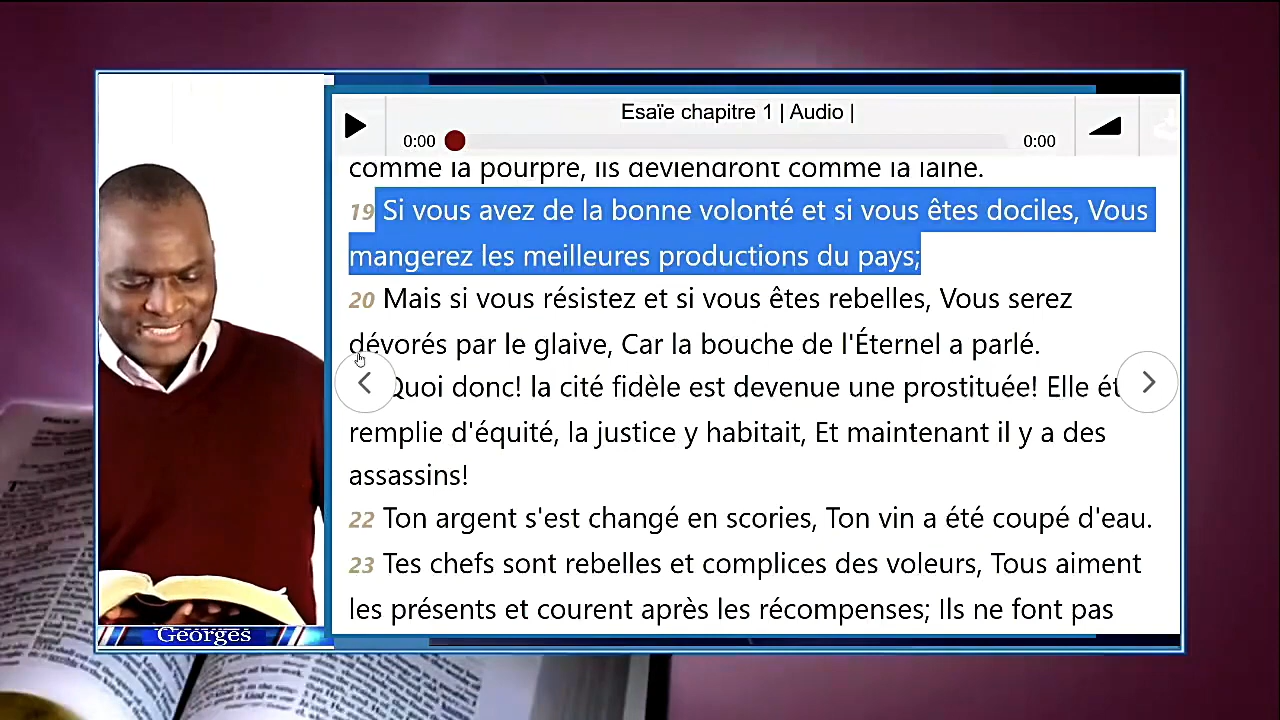 Esaïe chapitre 1 | Audio |
0:00
0:00
comme la pourpre, ils deviendront comme la laine.
19 Si vous avez de la bonne volonté et si vous êtes dociles, Vous
mangerez les meilleures productions du pays;
20 Mais si vous résistez et si vous êtes rebelles, Vous serez
dévorés par le glaive, Car la bouche de l'Éternel a parlé.
Quoi donc! la cité fidèle est devenue une prostituée! Elle ét
remplie d'équité, la justice y habitait, Et maintenant il y a des
assassins!
22 Ton argent s'est changé en scories, Ton vin a été coupé d'eau.
23 Tes chefs sont rebelles et complices des voleurs, Tous aiment
les présents et courent après les récompenses; Ils ne font pas
Georges